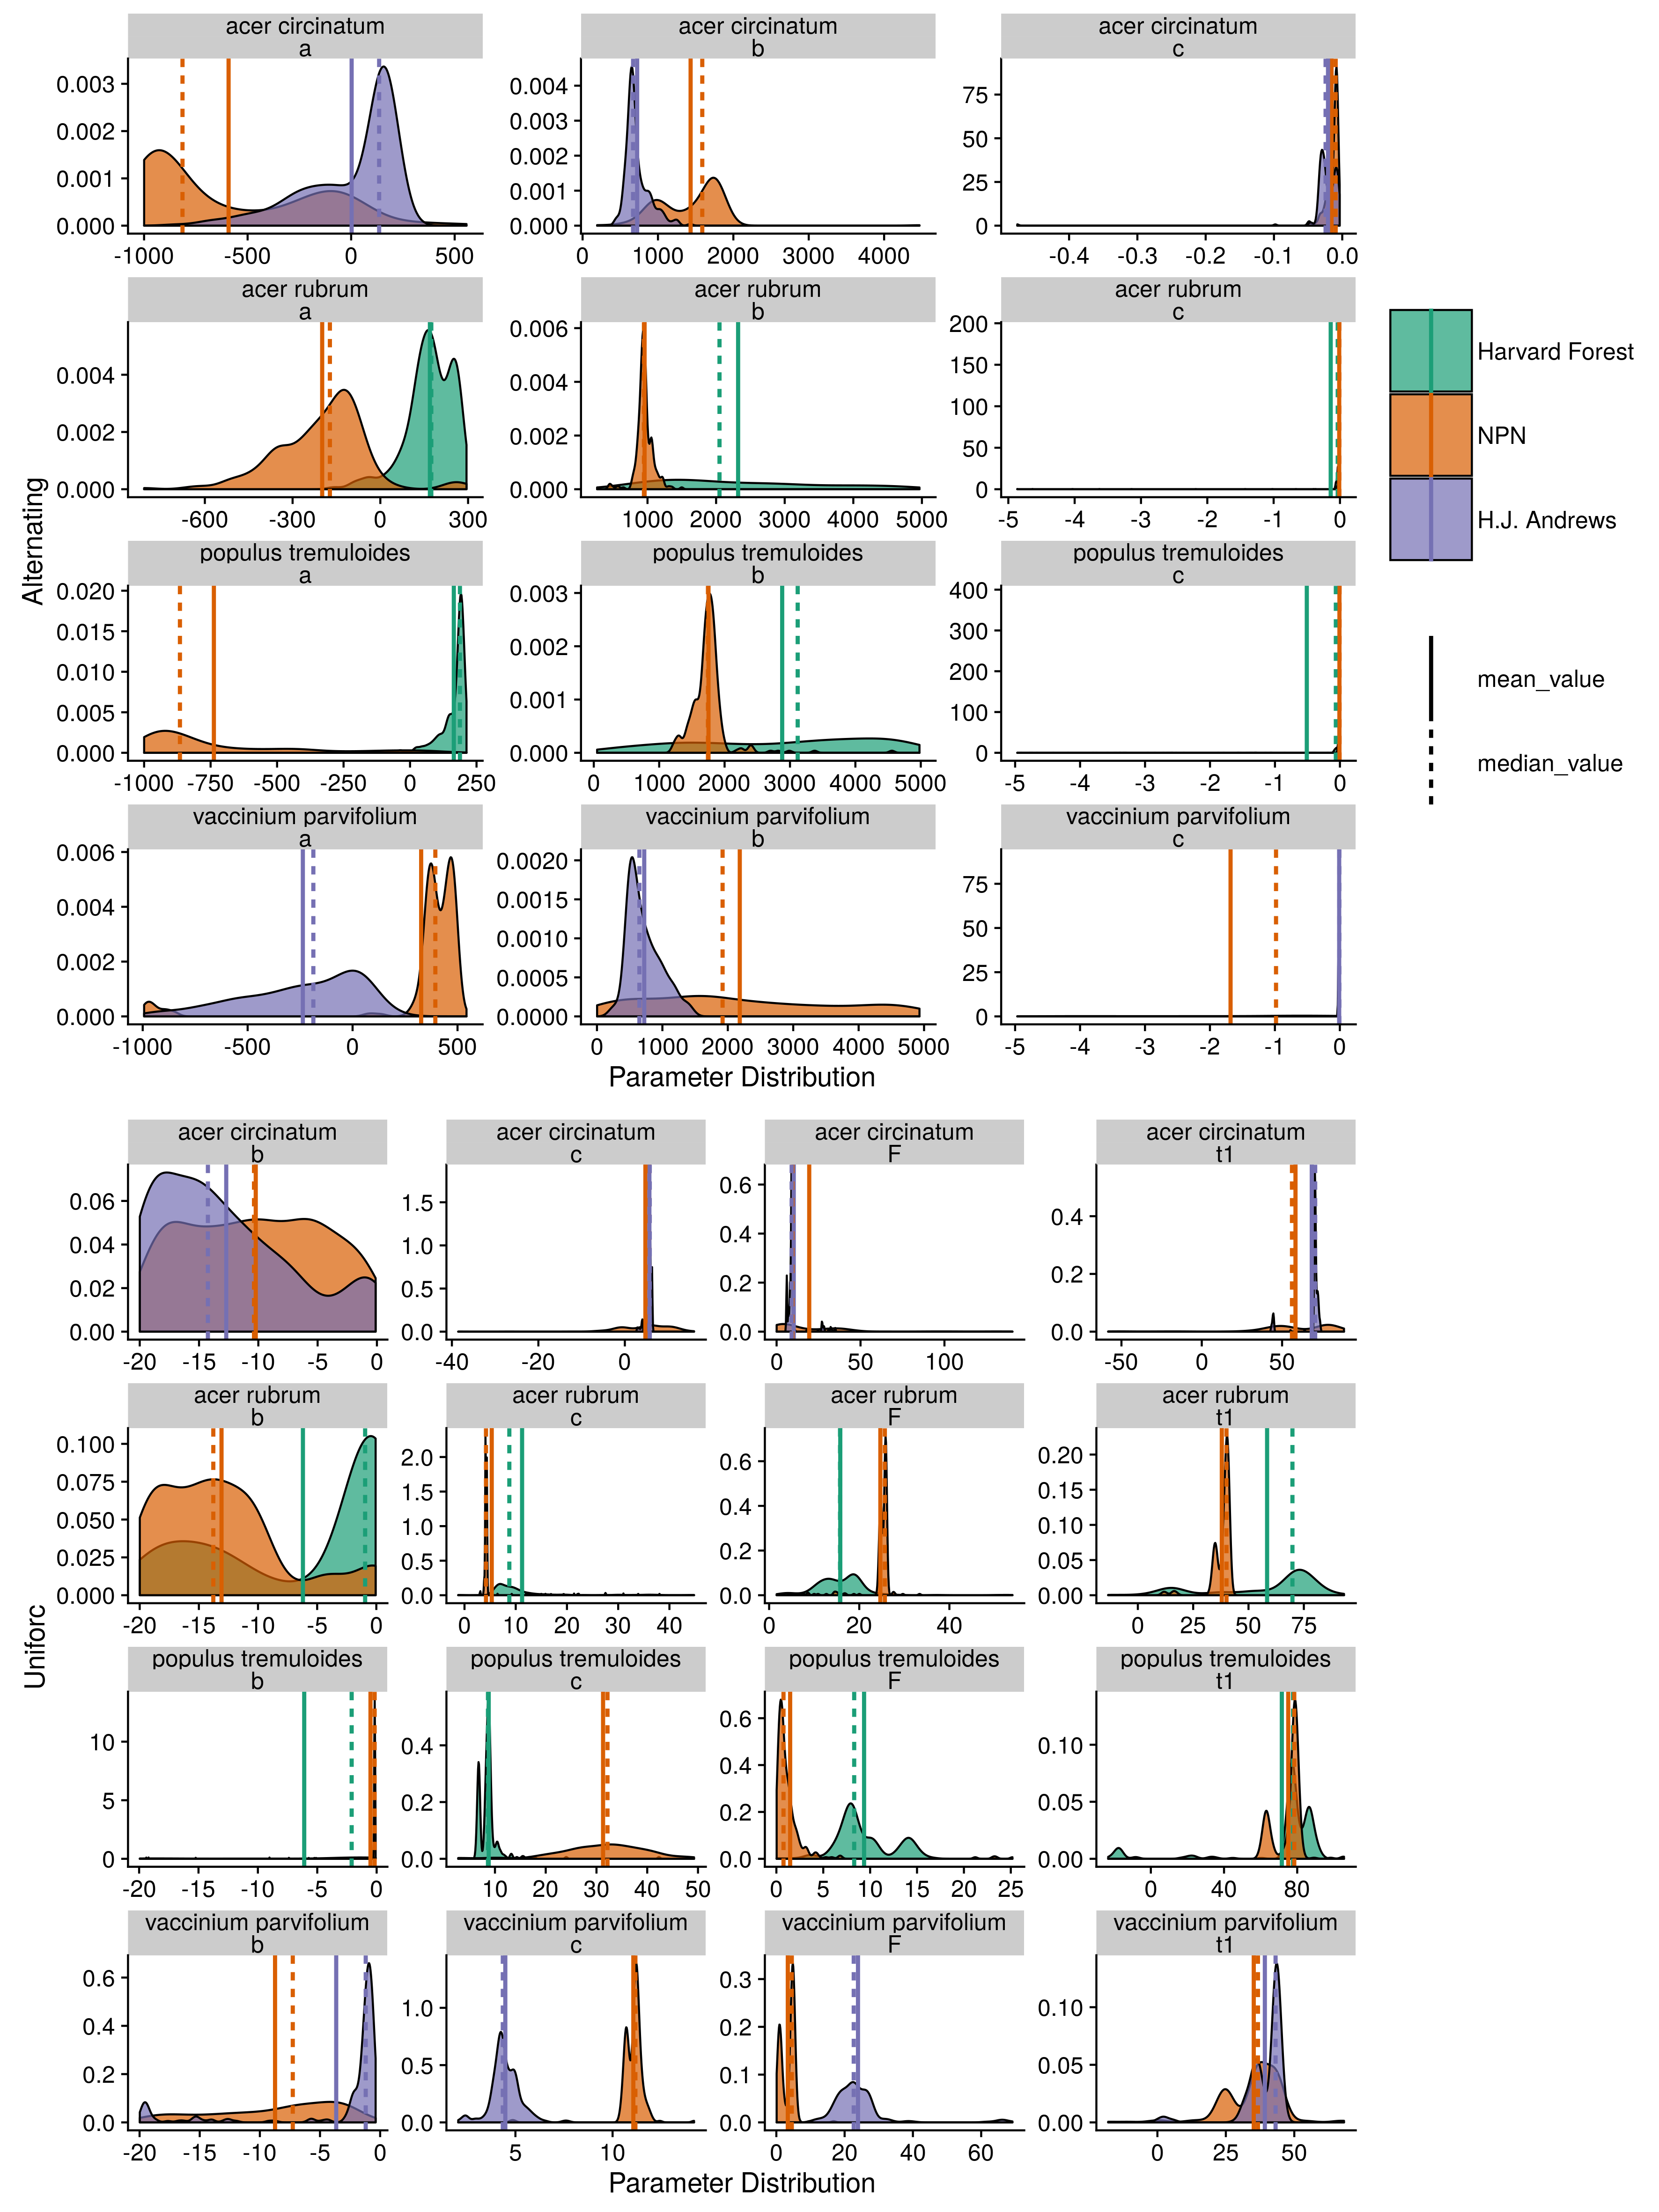 acer circinatum
a
acer circinatum
b
acer circinatum
c
0.003
0.002
0.001
0.000
-1000 -500 0 500
0.004
0.003
0.002
0.001
0.000
0 1000 2000 3000 4000
75
50
25
0
-0.4 -0.3 -0.2 -0.1 0.0
acer rubrum
a
acer rubrum
b
acer rubrum
c
0.004
0.002
0.000
-600 -300 0 300
0.006
0.004
0.002
0.000
1000 2000 3000 4000 5000
200
150
100
50
0
-5 -4 -3 -2 -1 0
populus tremuloides
a
populus tremuloides
b
populus tremuloides
c
0.020
0.015
0.010
0.005
0.000
-1000 -750 -500 -250 0 250
0.003
0.002
0.001
0.000
0 1000 2000 3000 4000 5000
400
300
200
100
0
-5 -4 -3 -2 -1 0
vaccinium parvifolium
a
vaccinium parvifolium
b
vaccinium parvifolium
c
0.006
0.004
0.002
0.000
-1000 -500 0 500
0.0020
0.0015
0.0010
0.0005
0.0000
0 1000 2000 3000 4000 5000
75
50
25
0
-5 -4 -3 -2 -1 0
Alternating
Parameter Distribution
Harvard Forest
NPN
H.J. Andrews
mean_value
median_value
acer circinatum
b
acer circinatum
c
acer circinatum
F
acer circinatum
t1
0.06
0.04
0.02
0.00
-20 -15 -10 -5 0
1.5
1.0
0.5
0.0
-40 -20 0
0.6
0.4
0.2
0.0
0 50 100
0.4
0.2
0.0
-50 0 50
acer rubrum
b
acer rubrum
c
acer rubrum
F
acer rubrum
t1
0.100
0.075
0.050
0.025
0.000
-20 -15 -10 -5 0
2.0
1.5
1.0
0.5
0.0
0 10 20 30 40
0.6
0.4
0.2
0.0
0 20 40
0.20
0.15
0.10
0.05
0.00
0 25 50 75
populus tremuloides
b
populus tremuloides
c
populus tremuloides
F
populus tremuloides
t1
10
5
0
-20 -15 -10 -5 0
0.4
0.2
0.0
10 20 30 40 50
0.6
0.4
0.2
0.0
0 5 10 15 20 25
0.10
0.05
0.00
0 40 80
vaccinium parvifolium
b
vaccinium parvifolium
c
vaccinium parvifolium
F
vaccinium parvifolium
t1
0.6
0.4
0.2
0.0
-20 -15 -10 -5 0
1.0
0.5
0.0
5 10
0.3
0.2
0.1
0.0
0 20 40 60
0.10
0.05
0.00
0 25 50
Uniforc
Parameter Distribution